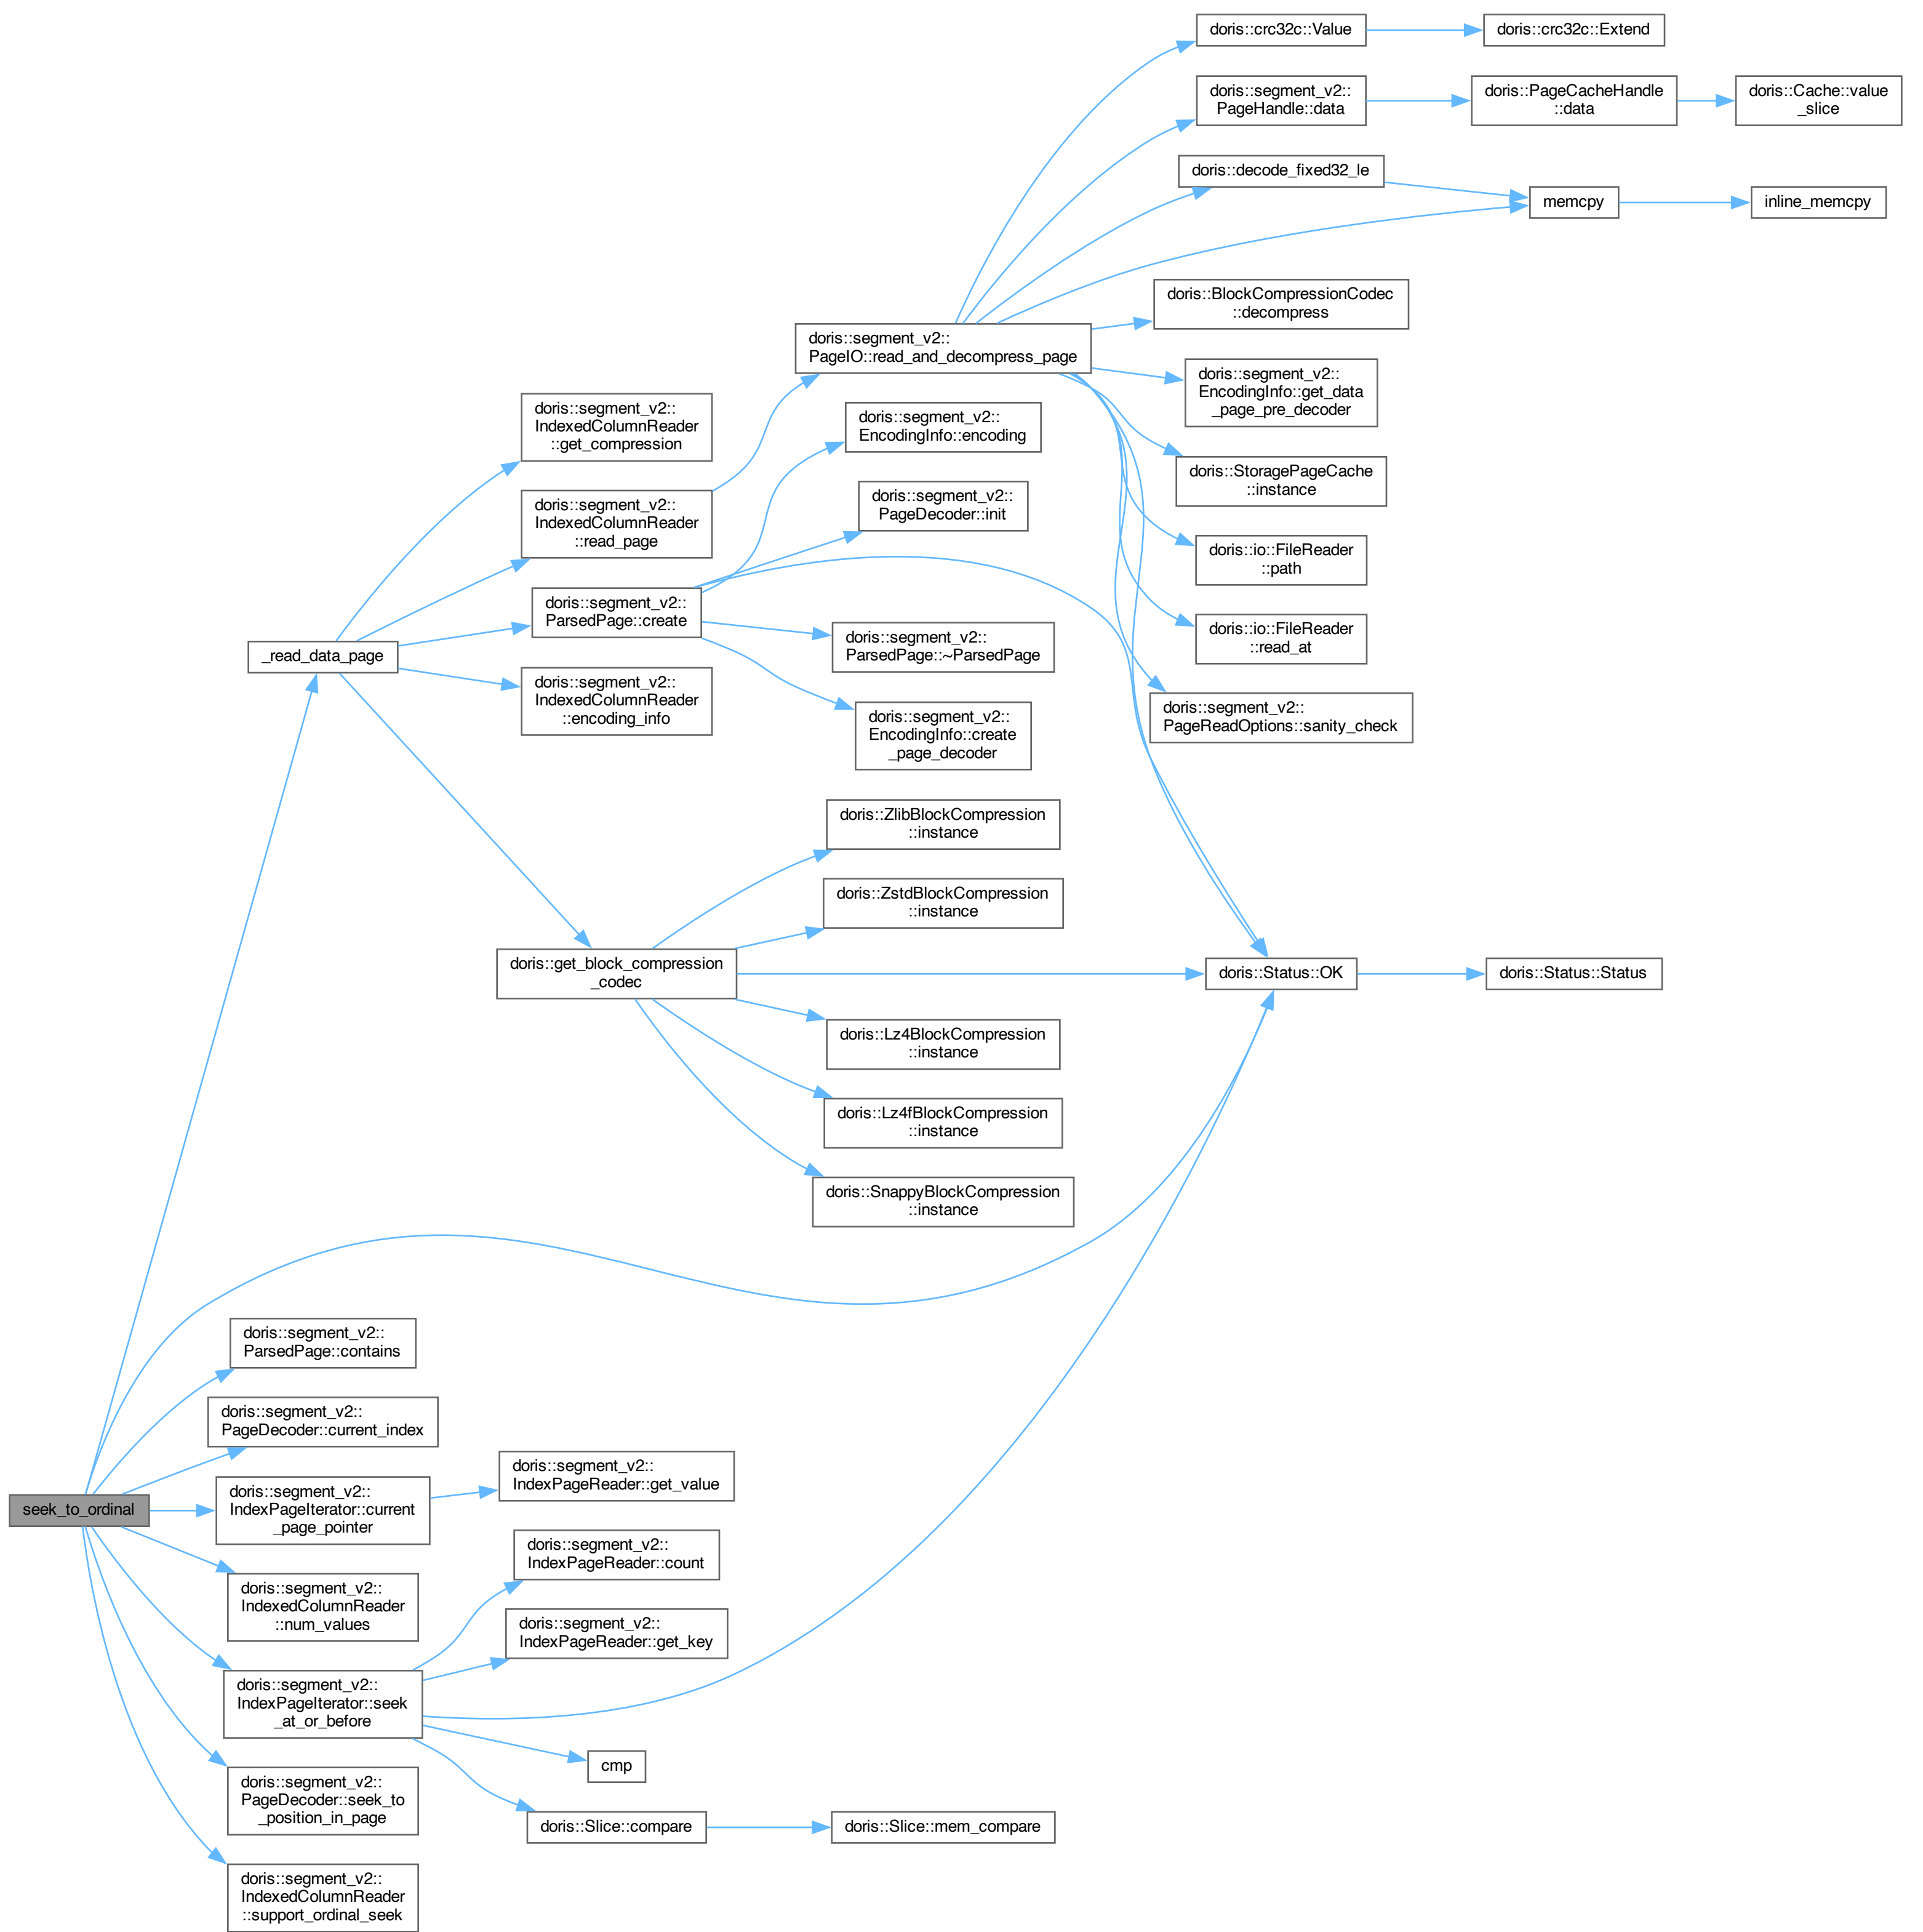 doris::crc32c::Value
doris::crc32c::Extend
doris::segment_v2::
PageHandle::data
doris::PageCacheHandle
::data
doris::Cache::value
_slice
doris::decode_fixed32_le
memcpy
inline_memcpy
doris::BlockCompressionCodec
::decompress
doris::segment_v2::
PageIO::read_and_decompress_page
doris::segment_v2::
EncodingInfo::get_data
_page_pre_decoder
doris::segment_v2::
IndexedColumnReader
::get_compression
doris::segment_v2::
EncodingInfo::encoding
doris::StoragePageCache
::instance
doris::segment_v2::
IndexedColumnReader
::read_page
doris::segment_v2::
PageDecoder::init
doris::io::FileReader
::path
doris::segment_v2::
ParsedPage::create
doris::segment_v2::
ParsedPage::~ParsedPage
doris::io::FileReader
::read_at
_read_data_page
doris::segment_v2::
IndexedColumnReader
::encoding_info
doris::segment_v2::
EncodingInfo::create
_page_decoder
doris::segment_v2::
PageReadOptions::sanity_check
doris::ZlibBlockCompression
::instance
doris::ZstdBlockCompression
::instance
doris::get_block_compression
_codec
doris::Status::OK
doris::Status::Status
doris::Lz4BlockCompression
::instance
doris::Lz4fBlockCompression
::instance
doris::SnappyBlockCompression
::instance
doris::segment_v2::
ParsedPage::contains
doris::segment_v2::
PageDecoder::current_index
seek_to_ordinal
doris::segment_v2::
IndexPageIterator::current
_page_pointer
doris::segment_v2::
IndexPageReader::get_value
doris::segment_v2::
IndexPageReader::count
doris::segment_v2::
IndexedColumnReader
::num_values
doris::segment_v2::
IndexPageReader::get_key
doris::segment_v2::
IndexPageIterator::seek
_at_or_before
cmp
doris::segment_v2::
PageDecoder::seek_to
_position_in_page
doris::Slice::compare
doris::Slice::mem_compare
doris::segment_v2::
IndexedColumnReader
::support_ordinal_seek